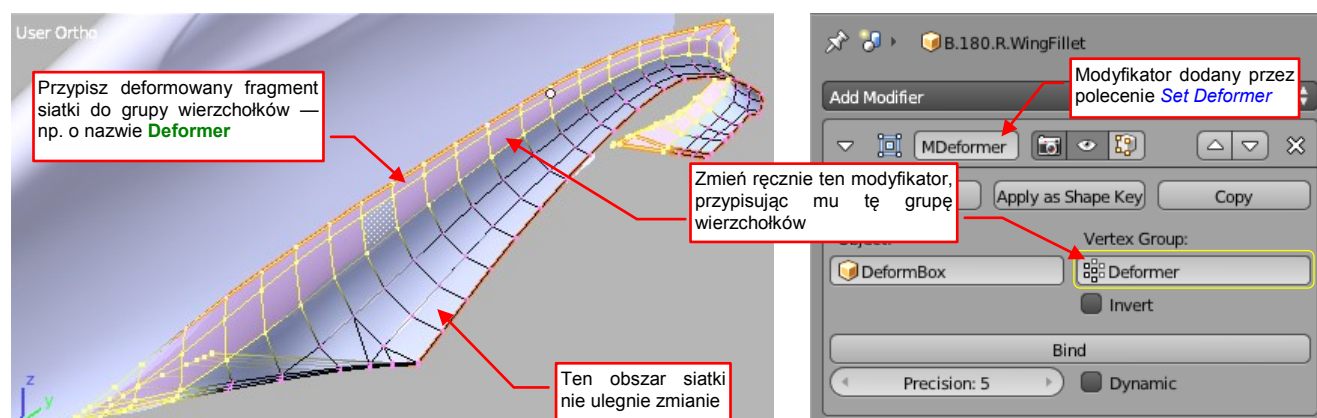 User Ortho
Przypisz deformowany fragment
siatki do grupy wierzchołków —
np. o nazwie Deformer
Ten obszar siatki
nie ulegnie zmianie
z
y
B.180.R.WingFillet
Modyfikator dodany przez
polecenie Set Deformer
Add Modifier
MDeformer
Zmień ręcznie ten modyfikator,
przypisując mu tę grupę
wierzchołków
Apply as Shape Key
Copy
Vertex Group:
DeformBox
Deformer
Invert
Bind
Precision: 5
Dynamic